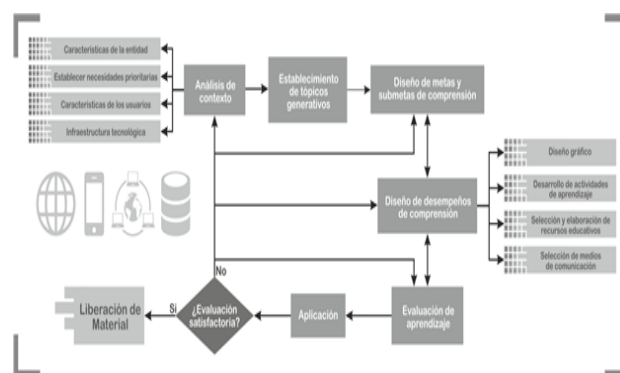 Características de la entidad
Establecer necesidades prioritarias
Características de los usuarios
Infraestructura tecnológica
Análisis de
contexto
Establecimiento
de tópicos
generativos
Diseño de metas y
submetas de comprensión
Diseño de desempeños
de comprensión
Diseño gráfico
Desarrollo de actividades
de aprendizaje
Selección y elaboración de
recursos educativos
Selección de medios
de comunicación
Evaluación de
aprendizaje
Aplicación
No
¿Evaluación
satisfactoria?
Si
Liberación de
Material